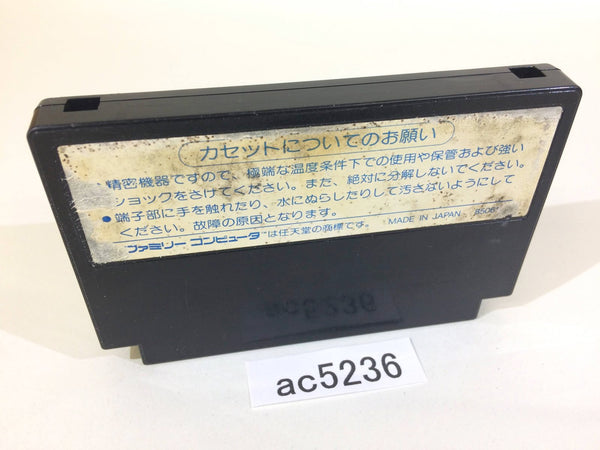 カセットについてのお願い
精密機器ですので、極端な温度条件下での使用や保管および強い
ショックをさけてください。また、絶対に分解しないでください。
●端子部に手を触れたり、水にぬらしたりして汚さないようにして
ください。故障の原因となります。
ファミリー コンピュータ™は任天堂の商標です。 MADE IN JAPAN
ac5236
ac5236